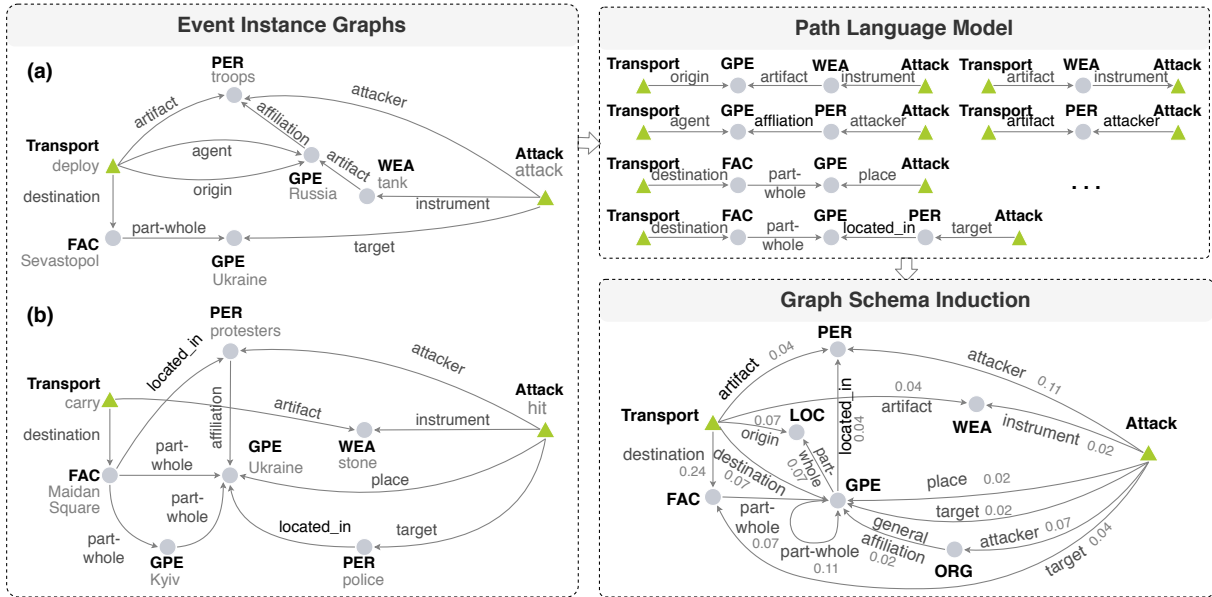 Event Instance Graphs
(a)
PER
troops
artifact
attacker
affiliation
Transport
deploy
agent
origin
artifact
GPE
Russia
WEA
tank
Attack
attack
destination
instrument
part-whole
target
FAC
Sevastopol
GPE
Ukraine
(b)
PER
protesters
located_in
attacker
Transport
carry
artifact
affiliation
instrument
Attack
hit
destination
part-
whole
GPE
Ukraine
WEA
stone
place
FAC
Maidan
Square
part-
whole
located_in
target
part-
whole
GPE
Kyiv
PER
police
Path Language Model
Transport
origin
GPE
artifact
WEA
instrument
Attack
Transport
artifact
WEA
instrument
Attack
Transport
agent
GPE
affliation
PER
attacker
Attack
Transport
artifact
PER
attacker
Attack
Transport
destination
FAC
part-
whole
GPE
place
Attack
. . .
Transport
destination
FAC
part-
whole
GPE
located_in
PER
target
Attack
Graph Schema Induction
PER
artifact
0.04
attacker
0.11
located_in
0.04
0.04
artifact
WEA
instrument
0.02
Transport
0.07
origin
LOC
Attack
destination
0.24
destination
0.07
part-
whole
0.07
GPE
place 0.02
FAC
part-
whole
0.07
target 0.02
part-whole
0.11
general
affiliation
0.02
attacker 0.07
ORG
target
0.04